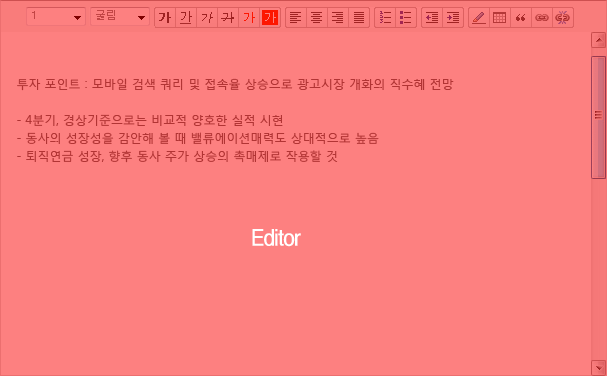 1 굴림 가 가 가 가 가 가
투자 포인트 : 모바일 검색 쿼리 및 접속율 상승으로 광고시장 개화의 직수혜 전망
- 4분기, 경상기준으로는 비교적 양호한 실적 시현
- 동사의 성장성을 감안해 볼 때 밸류에이션매력도 상대적으로 높음
- 퇴직연금 성장, 향후 동사 주가 상승의 촉매제로 작용할 것
Editor